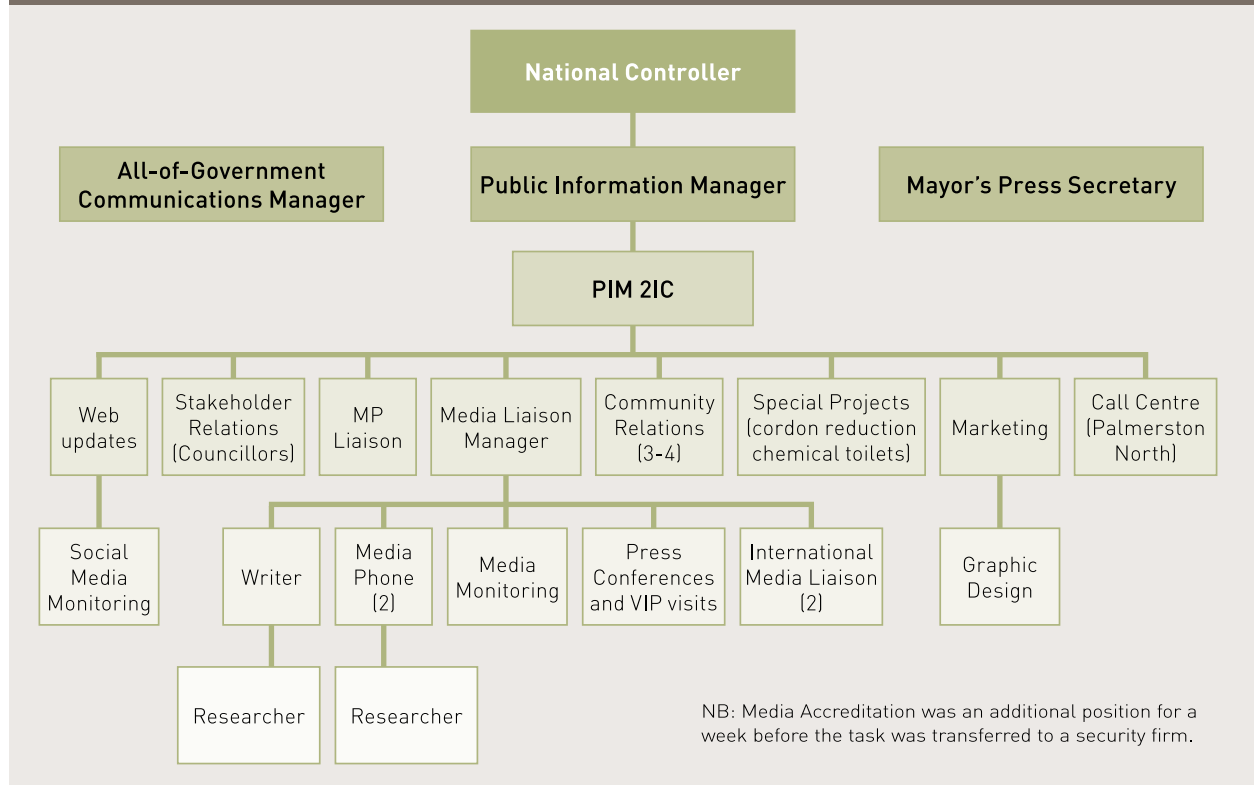 National Controller
All-of-Government
Communications Manager
Public Information Manager
Mayor’s Press Secretary
PIM 2IC
Web
updates
Stakeholder
Relations
(Councillors)
MP
Liaison
Media Liaison
Manager
Community
Relations
(3-4)
Special Projects
(cordon reduction
chemical toilets)
Marketing
Call Centre
(Palmerston
North)
Social
Media
Monitoring
Writer
Media
Phone
(2)
Media
Monitoring
Press
Conferences
and VIP visits
International
Media Liaison
(2)
Graphic
Design
Researcher
Researcher
NB: Media Accreditation was an additional position for a
week before the task was transferred to a security firm.